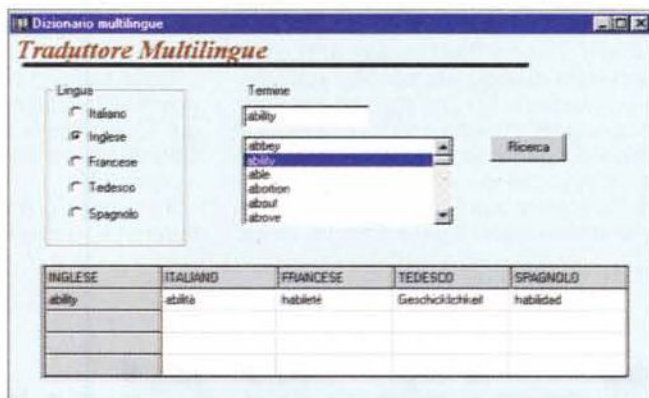 Dizionario multilingue
Traduttore Multilingue
Lingua
Italiano
Inglese
Francese
Tedesco
Spagnolo
Termine
ability
abbey
ability
able
abortion
about
above
Ricerca
INGLESE ITALIANO FRANCESE TEDESCO SPAGNOLO
ability abilità habileté Geschicklichkeit habilidad